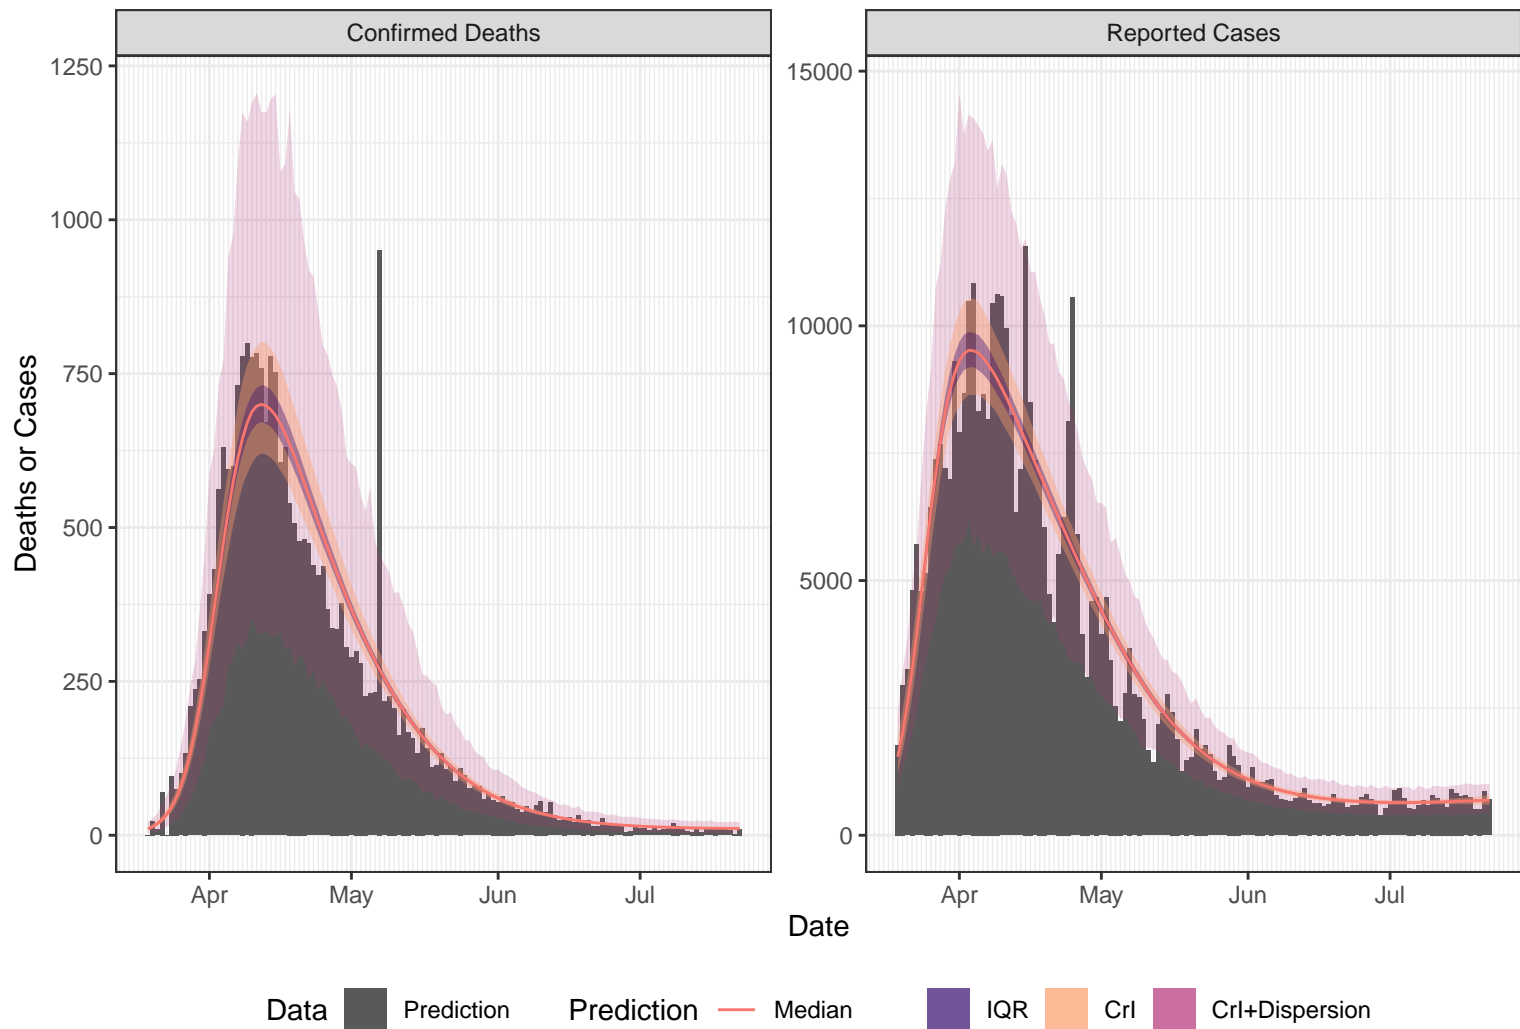 Confirmed Deaths
Reported Cases
Deaths or Cases
1250
1000
750
500
250
0
15000
10000
5000
0
Apr May Jun Jul
Apr May Jun Jul
Date
Data Prediction Prediction Median IQR CrI CrI+Dispersion